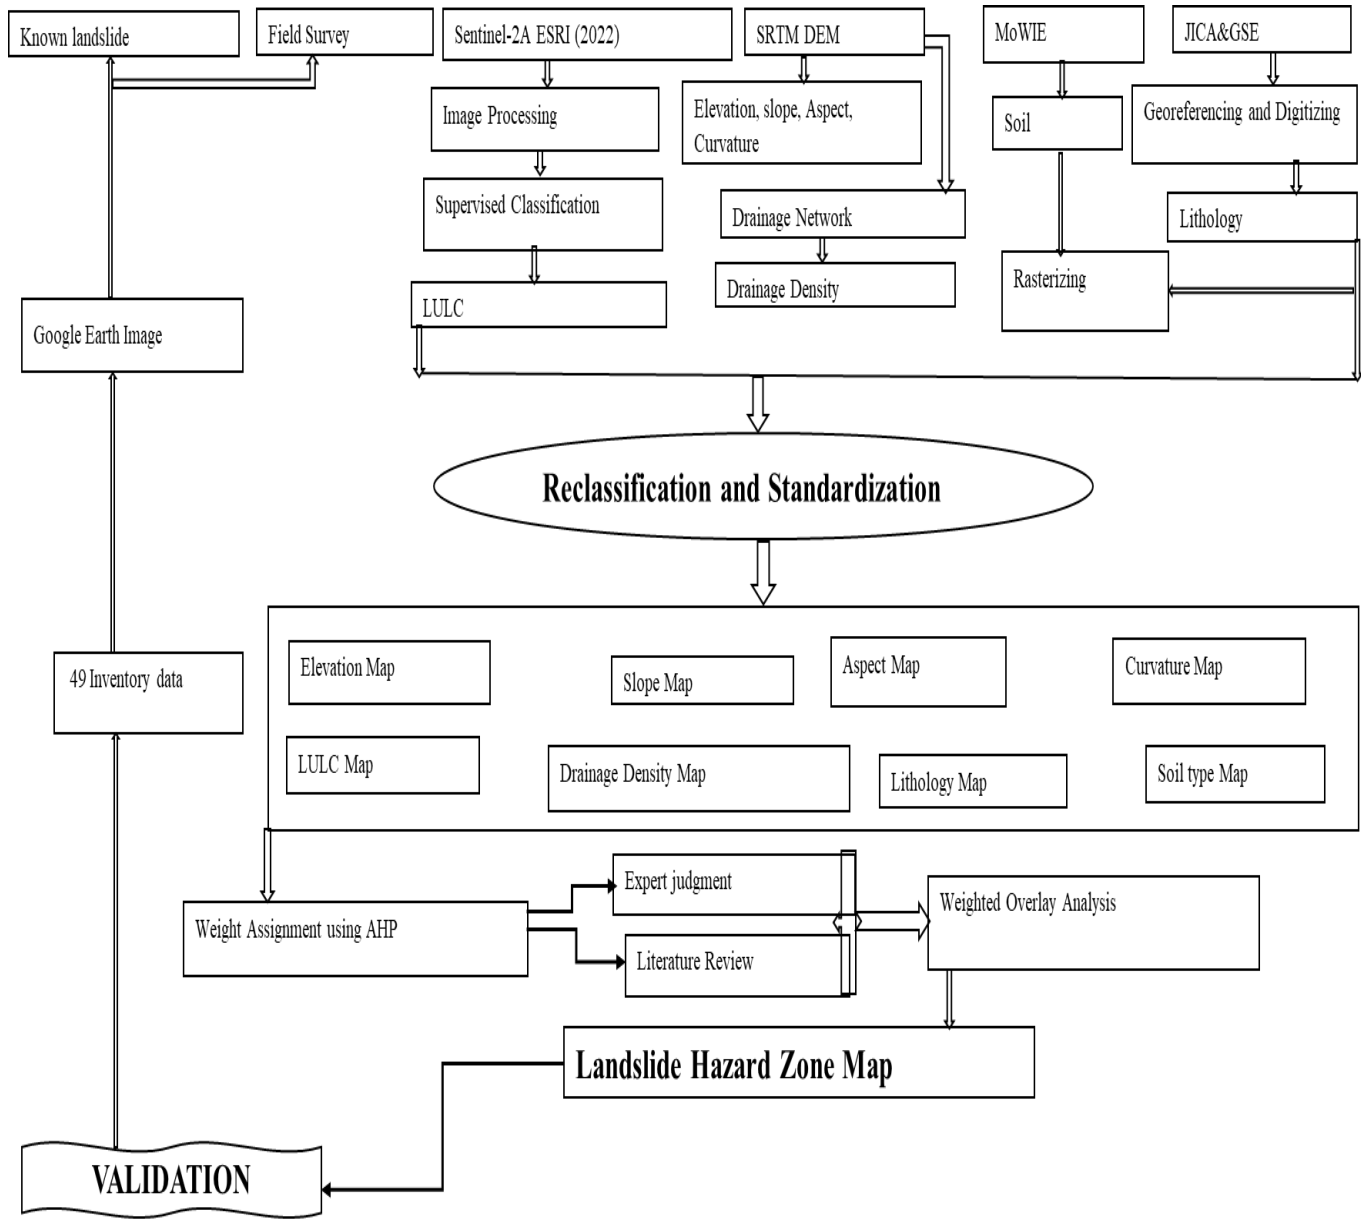 Known landslide
Field Survey
Sentinel-2A ESRI (2022)
SRTM DEM
MoWIE
JICA&GSE
Image Processing
Elevation, slope, Aspect,
Curvature
Soil
Georeferencing and Digitizing
Supervised Classification
Drainage Network
Lithology
LULC
Drainage Density
Rasterizing
Google Earth Image
Reclassification and Standardization
49 Inventory data
Elevation Map
Slope Map
Aspect Map
Curvature Map
LULC Map
Drainage Density Map
Lithology Map
Soil type Map
Weight Assignment using AHP
Expert judgment
Literature Review
Weighted Overlay Analysis
Landslide Hazard Zone Map
VALIDATION